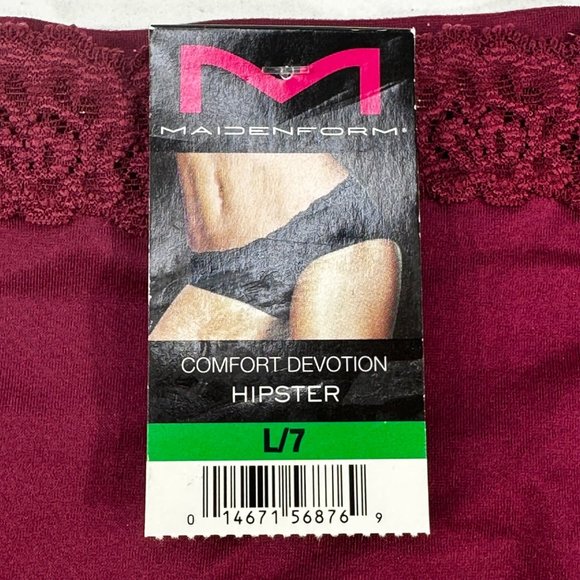 MAIDENFORM®
COMFORT DEVOTION
HIPSTER
L/7
0 14671 56876 9